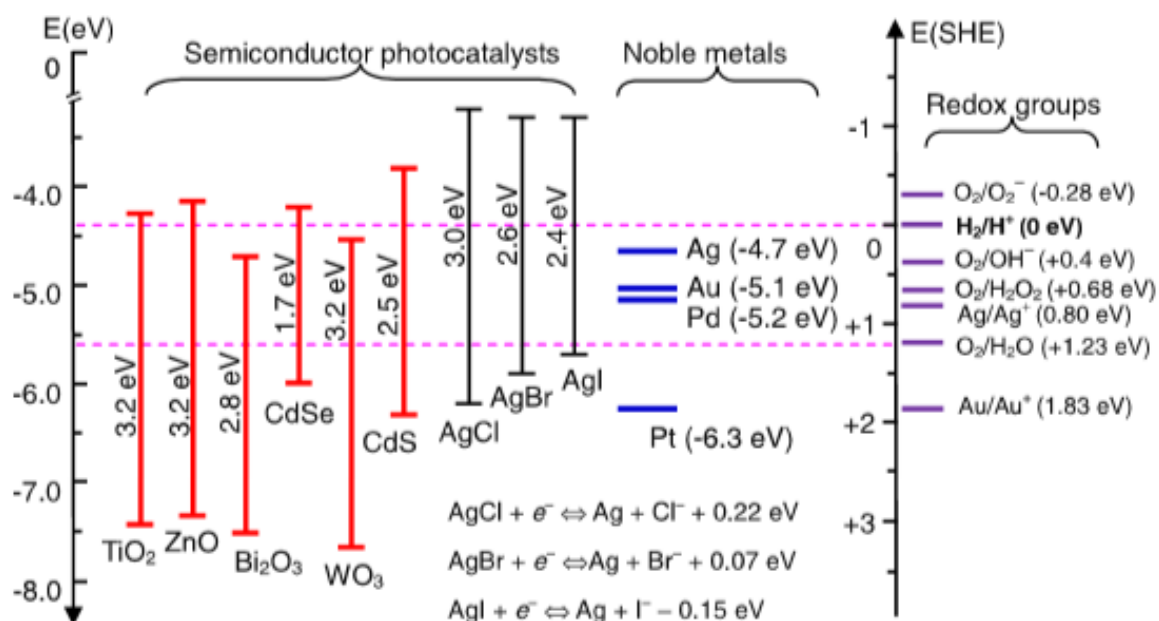 E(eV)
Semiconductor photocatalysts
Noble metals
E(SHE)
Redox groups
0
-4.0
-5.0
-6.0
-7.0
-8.0
3.2 eV
TiO₂
3.2 eV
ZnO
2.8 eV
Bi₂O₃
1.7 eV
CdSe
3.2 eV
WO₃
2.5 eV
CdS
3.0 eV
AgCl
2.6 eV
AgBr
2.4 eV
AgI
Ag (-4.7 eV)
Au (-5.1 eV)
Pd (-5.2 eV)
Pt (-6.3 eV)
AgCl + e⁻ ⇔ Ag + Cl⁻ + 0.22 eV
AgBr + e⁻ ⇔Ag + Br⁻ + 0.07 eV
AgI + e⁻ ⇔ Ag + I⁻ − 0.15 eV
-1
0
+1
+2
+3
O₂/O₂⁻ (-0.28 eV)
H₂/H⁺ (0 eV)
O₂/OH⁻ (+0.4 eV)
O₂/H₂O₂ (+0.68 eV)
Ag/Ag⁺ (0.80 eV)
O₂/H₂O (+1.23 eV)
Au/Au⁺ (1.83 eV)